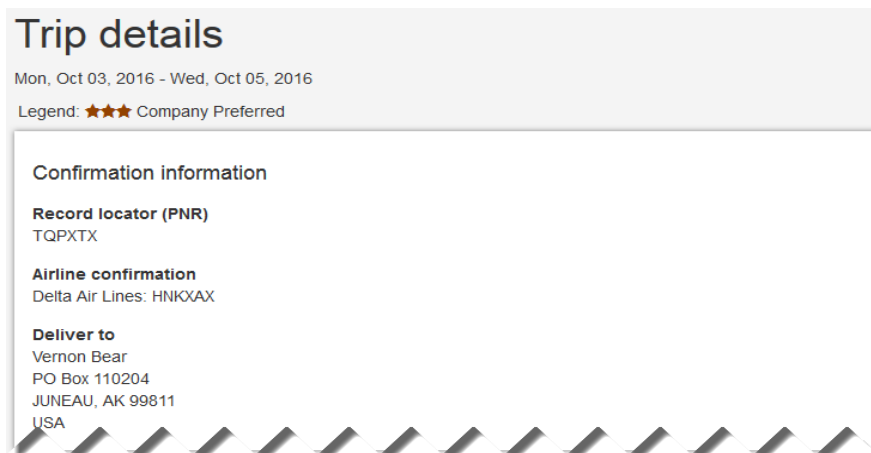 Trip details
Mon, Oct 03, 2016 - Wed, Oct 05, 2016
Legend: ★★★ Company Preferred
Confirmation information
Record locator (PNR)
TQPXTX
Airline confirmation
Delta Air Lines: HNKXAX
Deliver to
Vernon Bear
PO Box 110204
JUNEAU, AK 99811
USA